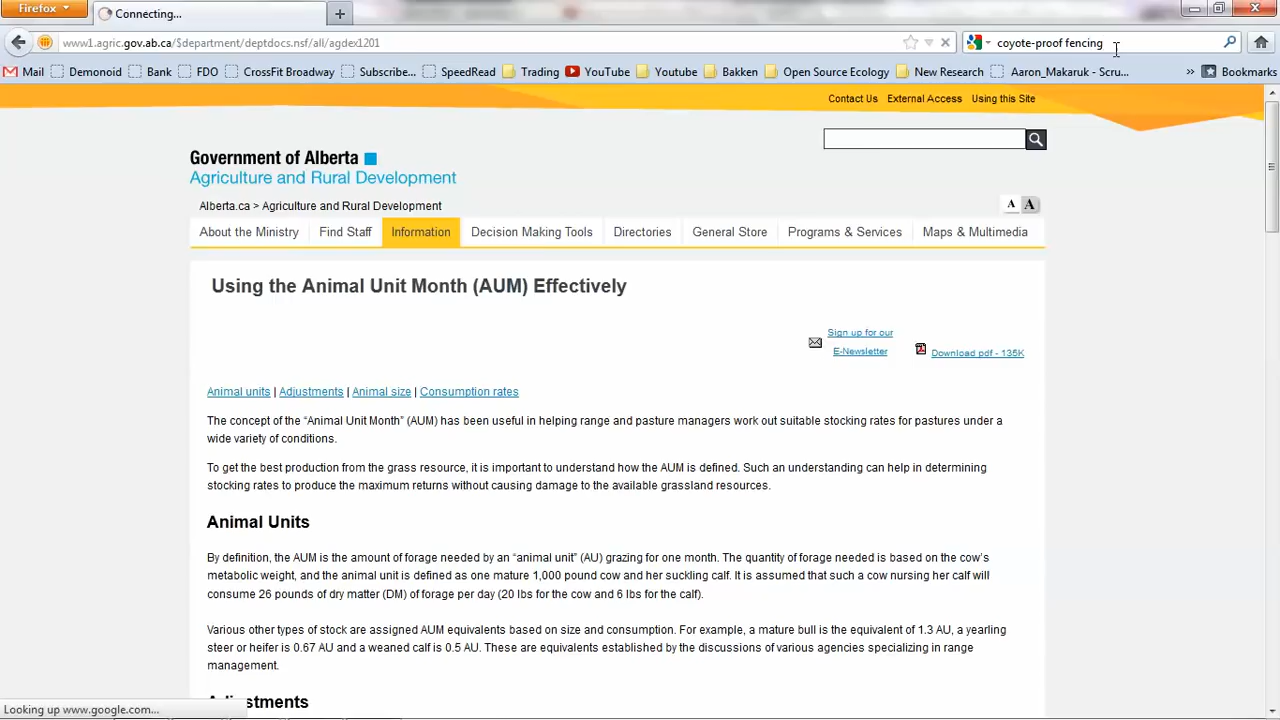 Firefox
Connecting...
www1.agric.gov.ab.ca/$department/deptdocs.nsf/all/agdex1201
coyote-proof fencing
Mail Demonoid Bank FDO CrossFit Broadway Subscribe... SpeedRead Trading YouTube Youtube Bakken Open Source Ecology New Research Aaron_Makaruk - Scru... » Bookmarks
Contact Us External Access Using this Site
Government of Alberta
Agriculture and Rural Development
Alberta.ca > Agriculture and Rural Development
A A
About the Ministry Find Staff Information Decision Making Tools Directories General Store Programs & Services Maps & Multimedia
Using the Animal Unit Month (AUM) Effectively
Sign up for our
E-Newsletter
Download pdf - 135K
Animal units | Adjustments | Animal size | Consumption rates
The concept of the “Animal Unit Month” (AUM) has been useful in helping range and pasture managers work out suitable stocking rates for pastures under a
wide variety of conditions.
To get the best production from the grass resource, it is important to understand how the AUM is defined. Such an understanding can help in determining
stocking rates to produce the maximum returns without causing damage to the available grassland resources.
Animal Units
By definition, the AUM is the amount of forage needed by an “animal unit” (AU) grazing for one month. The quantity of forage needed is based on the cow’s
metabolic weight, and the animal unit is defined as one mature 1,000 pound cow and her suckling calf. It is assumed that such a cow nursing her calf will
consume 26 pounds of dry matter (DM) of forage per day (20 lbs for the cow and 6 lbs for the calf).
Various other types of stock are assigned AUM equivalents based on size and consumption. For example, a mature bull is the equivalent of 1.3 AU, a yearling
steer or heifer is 0.67 AU and a weaned calf is 0.5 AU. These are equivalents established by the discussions of various agencies specializing in range
management.
Adjustments
Looking up www.google.com...